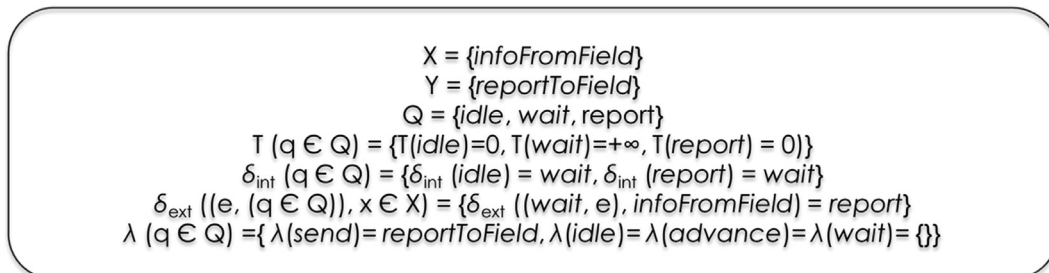 X = {infoFromField}
Y = {reportToField}
Q = {idle, wait, report}
T (q Є Q) = {T(idle)=0, T(wait)=+∞, T(report) = 0)}
δint (q Є Q) = {δint (idle) = wait, δint (report) = wait}
δext ((e, (q Є Q)), x Є X) = {δext ((wait, e), infoFromField) = report}
λ (q Є Q) ={ λ(send)= reportToField, λ(idle)= λ(advance)= λ(wait)= {}}